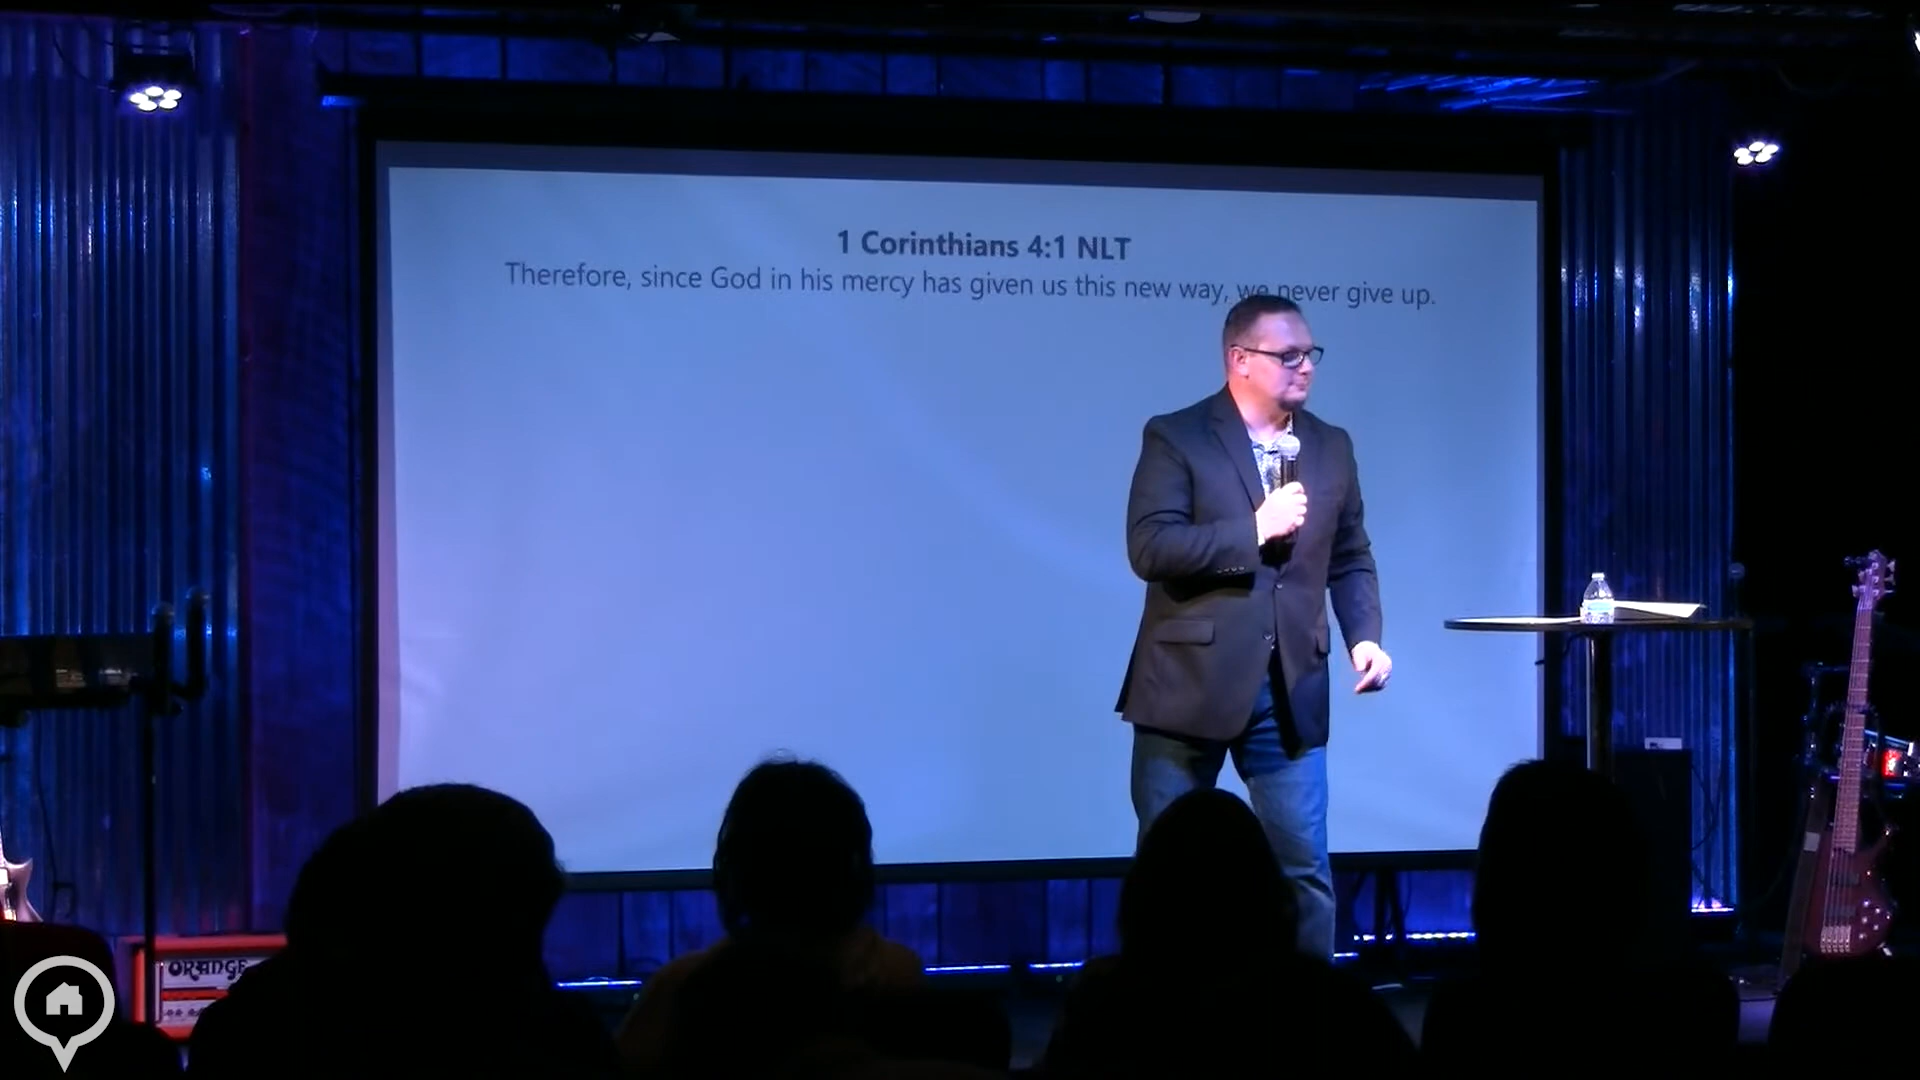 1 Corinthians 4:1 NLT
Therefore, since God in his mercy has given us this new way, we never give up.
ORANGE